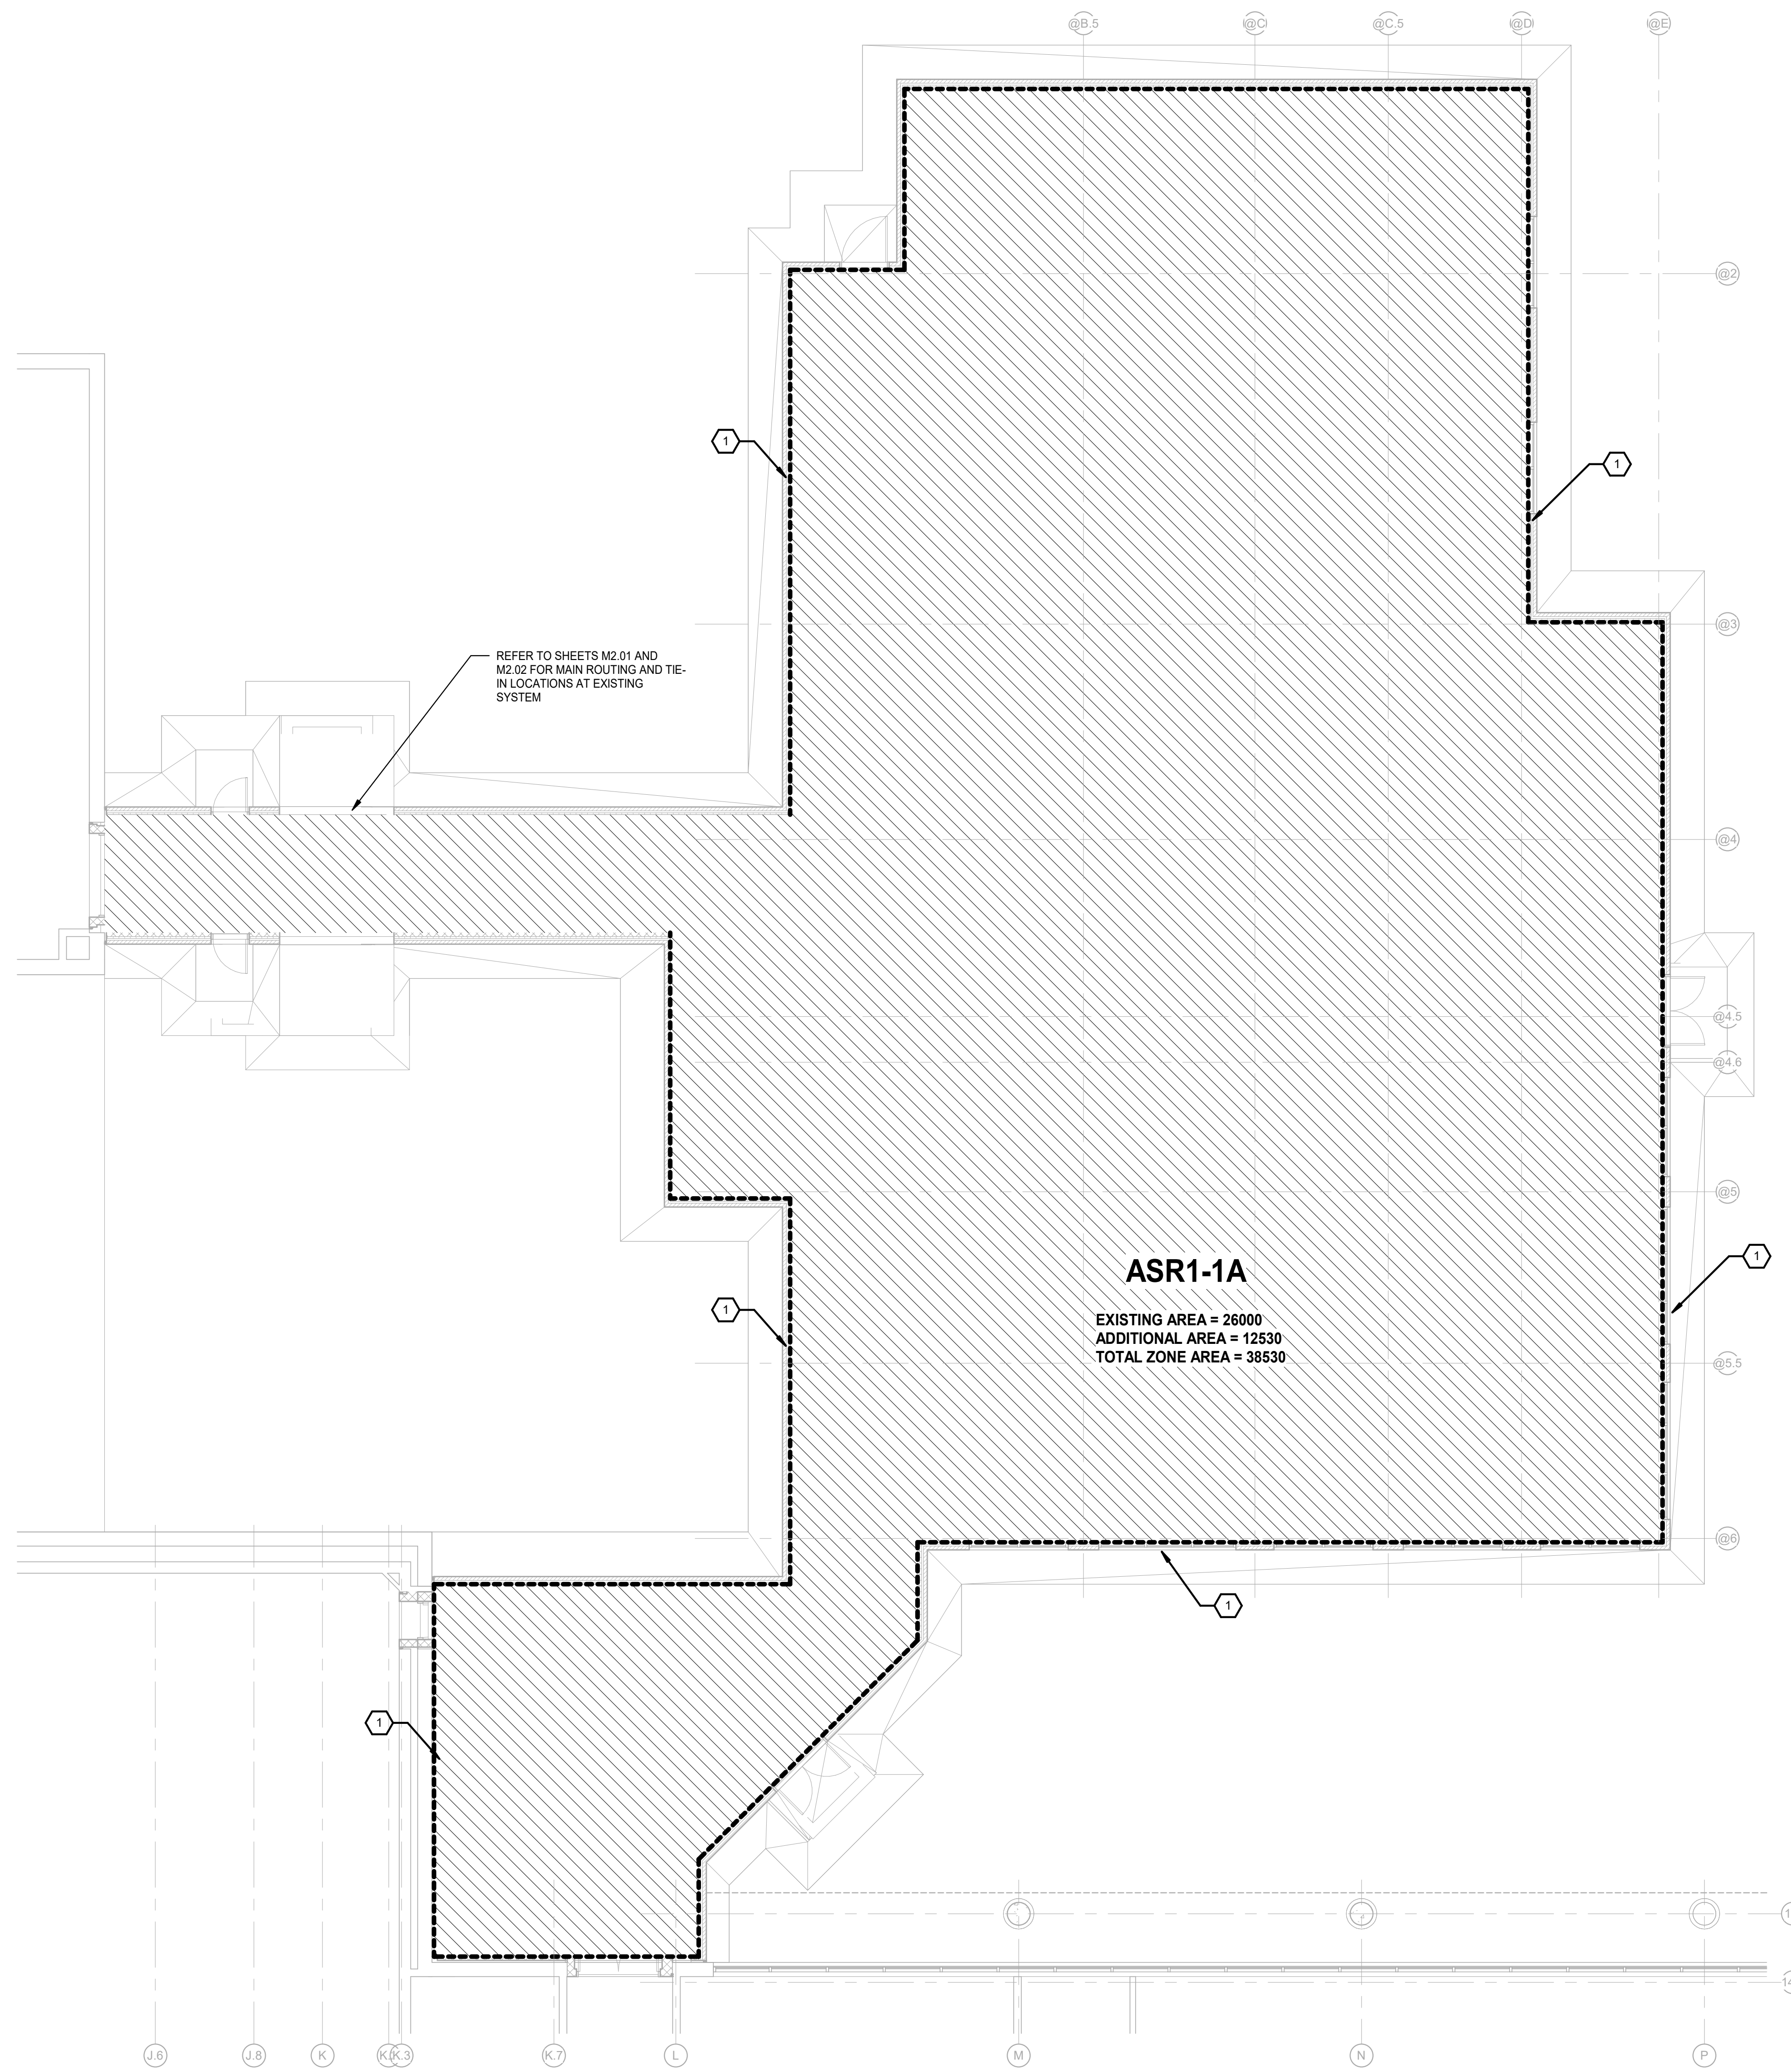 @B.5
@C
@C.5
@D
@E
@2
1
1
@3
REFER TO SHEETS M2.01 AND
M2.02 FOR MAIN ROUTING AND TIE-
IN LOCATIONS AT EXISTING
SYSTEM
@4
@4.5
@4.6
@5
ASR1-1A
1
1
EXISTING AREA = 26000
ADDITIONAL AREA = 12530
TOTAL ZONE AREA = 38530
@5.5
@6
1
1
J.6
J.8
K
K.3
K.7
L
M
N
P